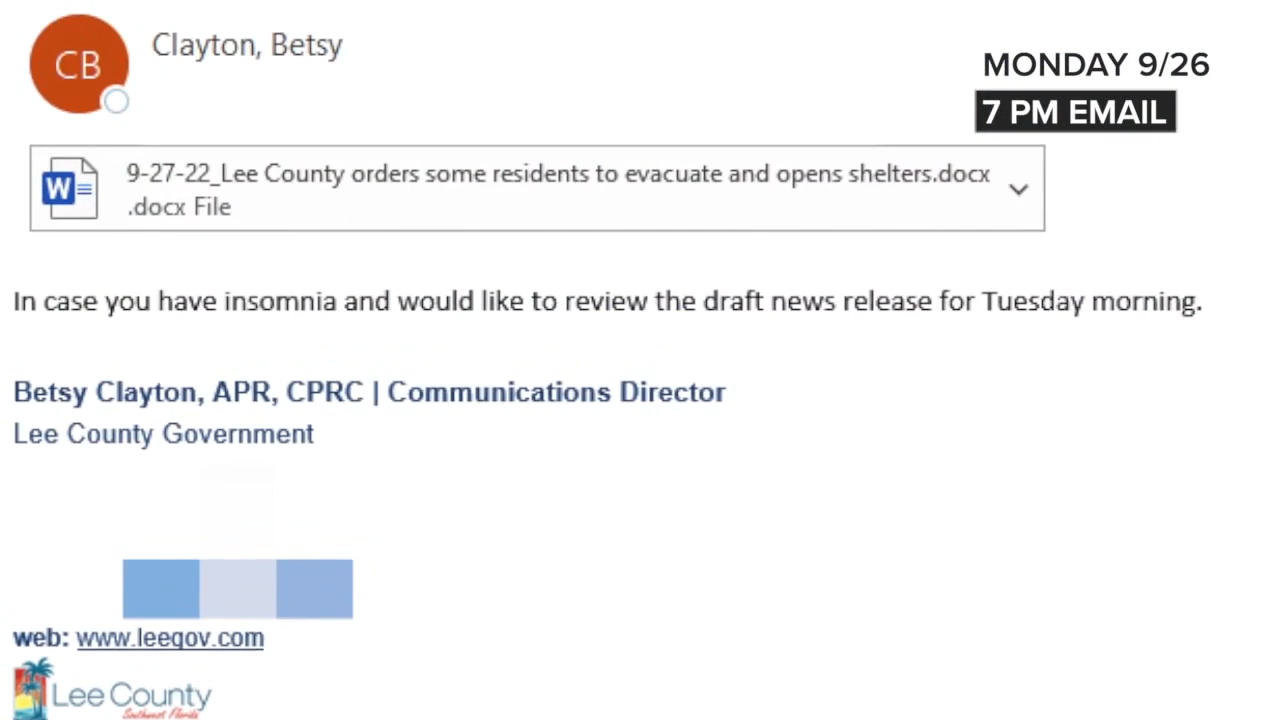 CB
Clayton, Betsy
MONDAY 9/26
7 PM EMAIL
W
9-27-22_Lee County orders some residents to evacuate and opens shelters.docx
.docx File
In case you have insomnia and would like to review the draft news release for Tuesday morning.
Betsy Clayton, APR, CPRC | Communications Director
Lee County Government
web: www.leegov.com
Lee County
Southwest Florida